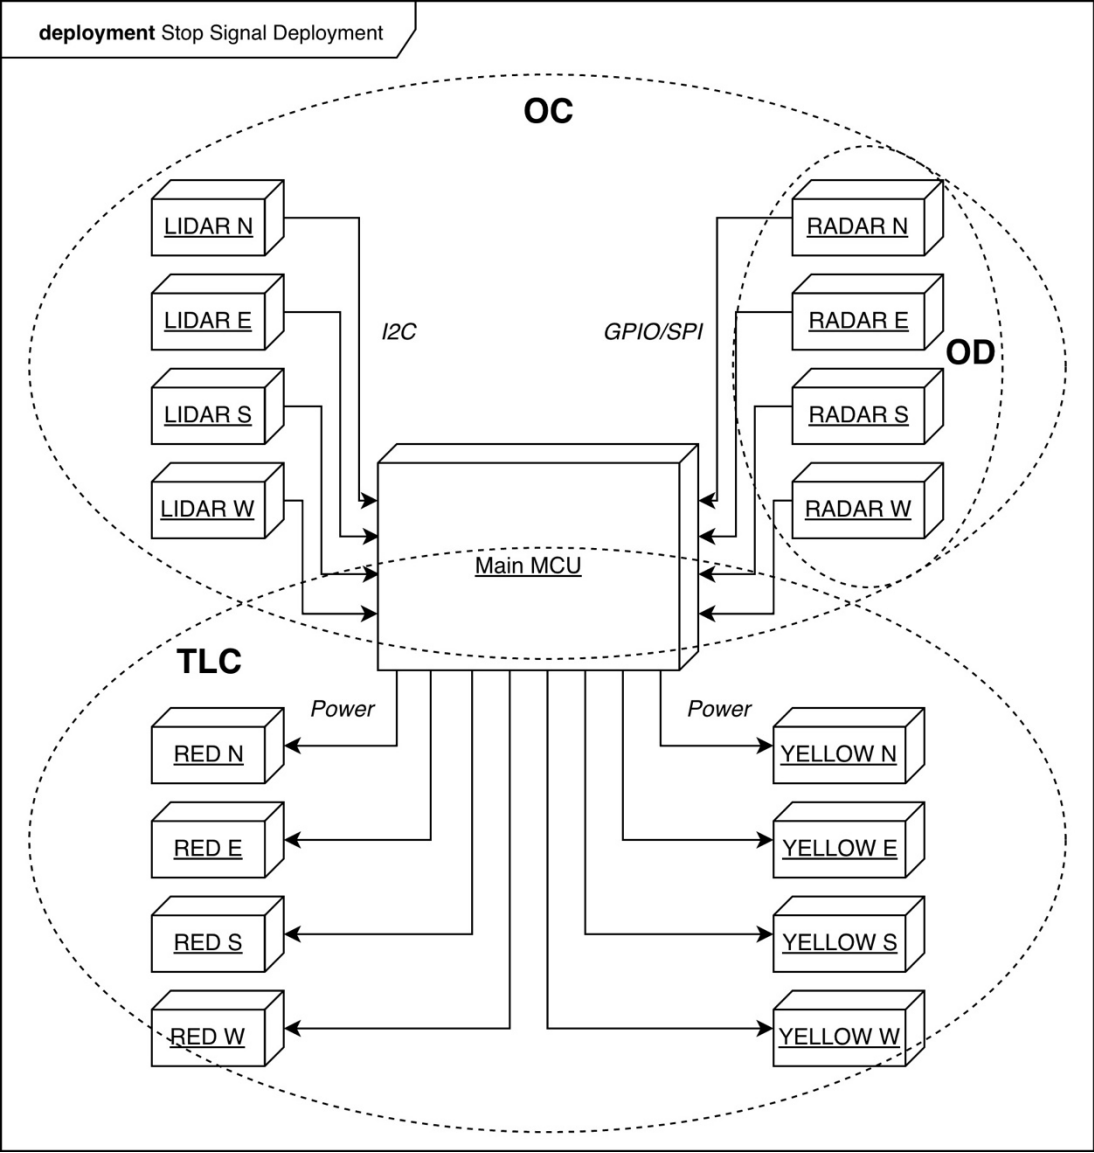 deployment Stop Signal Deployment
OC
LIDAR N
RADAR N
LIDAR E
I2C
GPIO/SPI
RADAR E
OD
LIDAR S
RADAR S
LIDAR W
RADAR W
Main MCU
TLC
Power
Power
RED N
YELLOW N
RED E
YELLOW E
RED S
YELLOW S
RED W
YELLOW W